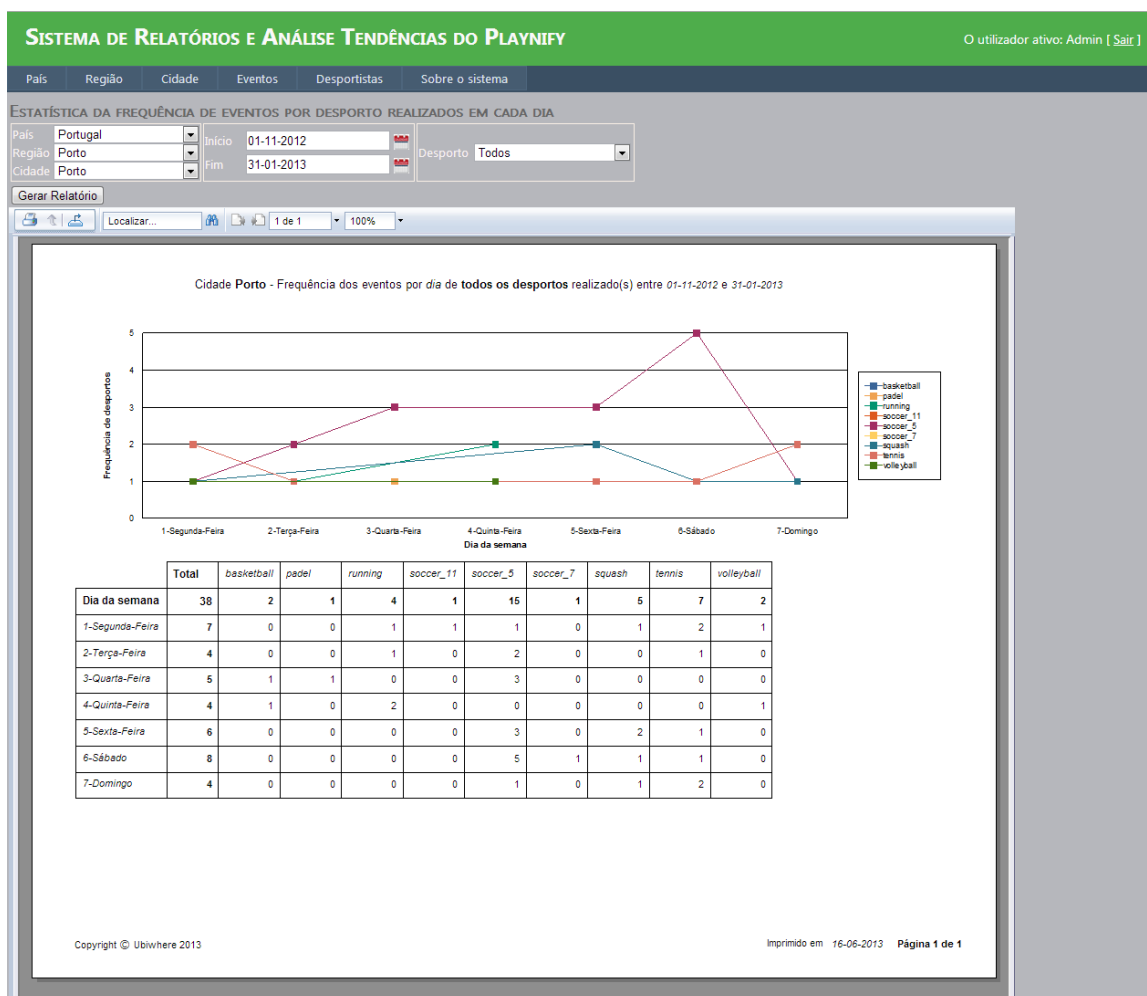 SISTEMA DE RELATÓRIOS E ANÁLISE TENDÊNCIAS DO PLAYNIFY
O utilizador ativo: Admin [ Sair ]
País Região Cidade Eventos Desportistas Sobre o sistema
ESTATÍSTICA DA FREQUÊNCIA DE EVENTOS POR DESPORTO REALIZADOS EM CADA DIA
País Portugal
Região Porto
Cidade Porto
Início 01-11-2012
Fim 31-01-2013
Desporto Todos
Gerar Relatório
Localizar... 1 de 1 100%
Cidade Porto - Frequência dos eventos por dia de todos os desportos realizado(s) entre 01-11-2012 e 31-01-2013
Frequência de desportos
5
4
3
2
1
0
1-Segunda-Feira 2-Terça-Feira 3-Quarta-Feira 4-Quinta-Feira 5-Sexta-Feira 6-Sábado 7-Domingo
Dia da semana
basketball
padel
running
soccer_11
soccer_5
soccer_7
squash
tennis
volleyball
Total basketball padel running soccer_11 soccer_5 soccer_7 squash tennis volleyball
Dia da semana 38 2 1 4 1 15 1 5 7 2
1-Segunda-Feira 7 0 0 1 1 1 0 1 2 1
2-Terça-Feira 4 0 0 1 0 2 0 0 1 0
3-Quarta-Feira 5 1 1 0 0 3 0 0 0 0
4-Quinta-Feira 4 1 0 2 0 0 0 0 0 1
5-Sexta-Feira 6 0 0 0 0 3 0 2 1 0
6-Sábado 8 0 0 0 0 5 1 1 1 0
7-Domingo 4 0 0 0 0 1 0 1 2 0
Copyright © Ubiwhere 2013
Imprimido em 16-06-2013 Página 1 de 1